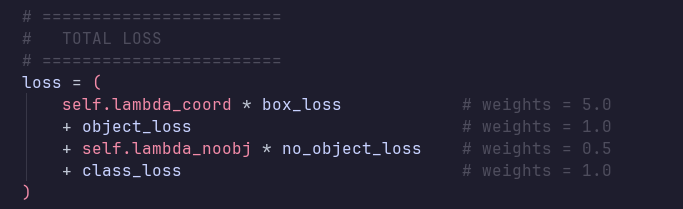 # ========================
#   TOTAL LOSS
# ========================
loss = (
    self.lambda_coord * box_loss            # weights = 5.0
    + object_loss                           # weights = 1.0
    + self.lambda_noobj * no_object_loss    # weights = 0.5
    + class_loss                            # weights = 1.0
)